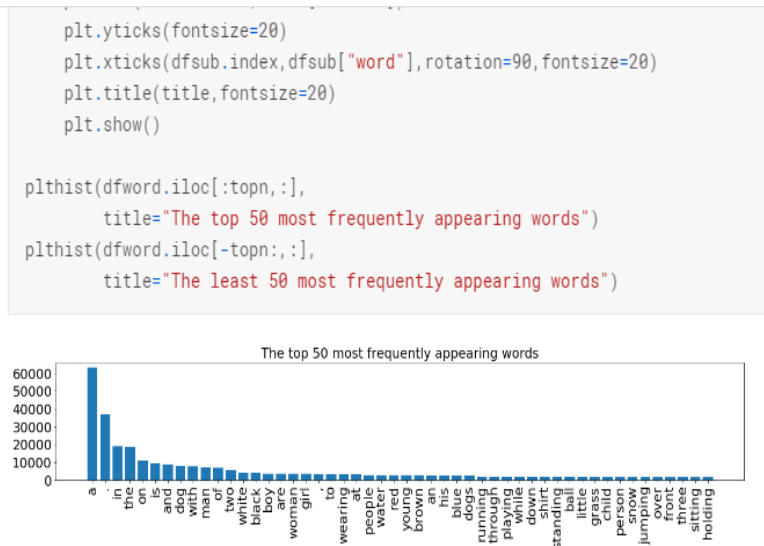 plt.yticks(fontsize=20)
    plt.xticks(dfsub.index,dfsub["word"],rotation=90,fontsize=20)
    plt.title(title,fontsize=20)
    plt.show()
plthist(dfword.iloc[:topn,:],
        title="The top 50 most frequently appearing words")
plthist(dfword.iloc[-topn:,:],
        title="The least 50 most frequently appearing words")
The top 50 most frequently appearing words
60000
50000
40000
30000
20000
10000
0
a
.
in
the
on
is
and
dog
with
man
of
two
white
black
boy
are
woman
girl
,
to
wearing
at
people
water
red
young
brown
an
his
blue
dogs
running
through
playing
while
down
shirt
standing
ball
little
grass
child
person
snow
jumping
over
front
three
sitting
holding